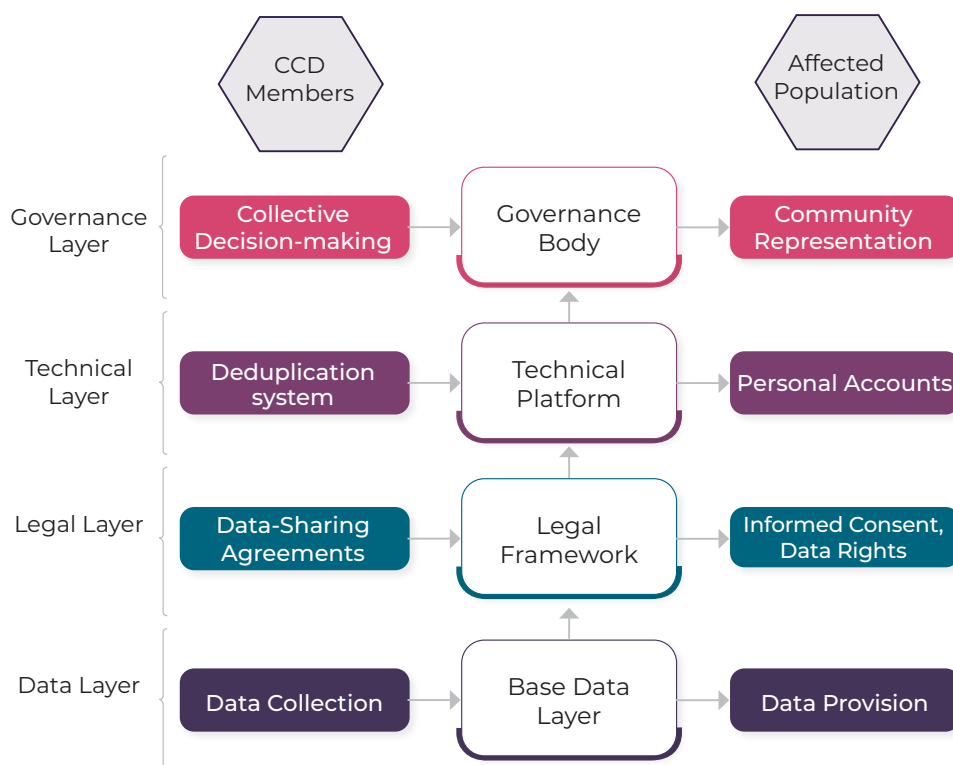 CCD
Members
Affected
Population
Governance
Layer
Collective
Decision-making
Governance
Body
Community
Representation
Technical
Layer
Deduplication
system
Technical
Platform
Personal Accounts
Legal Layer
Data-Sharing
Agreements
Legal
Framework
Informed Consent,
Data Rights
Data Layer
Data Collection
Base Data
Layer
Data Provision